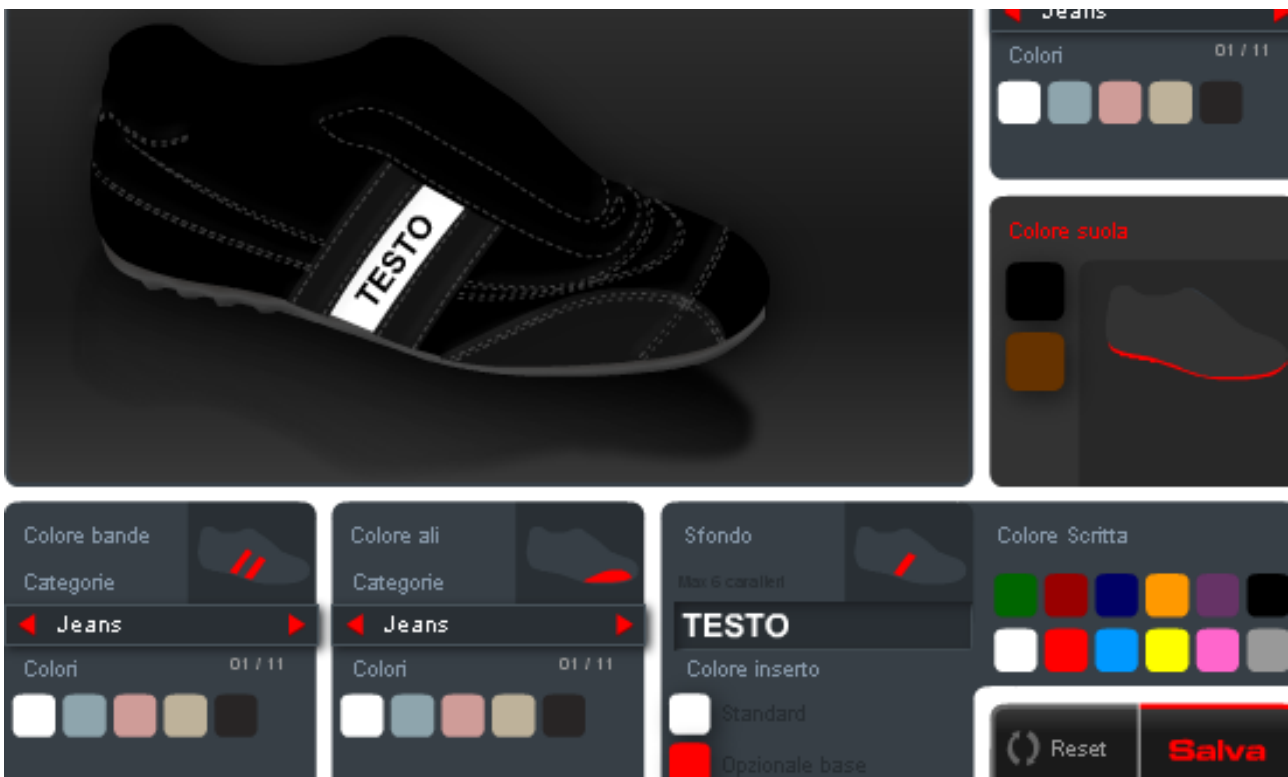 Jeans
Colori 01 / 11
TESTO
Colore suola
Colore bande
Categorie
Jeans
Colori 01 / 11
Colore ali
Categorie
Jeans
Colori 01 / 11
Sfondo
Max 6 caratteri
TESTO
Colore inserto
Standard
Opzionale base
Colore Scritta
Reset
Salva